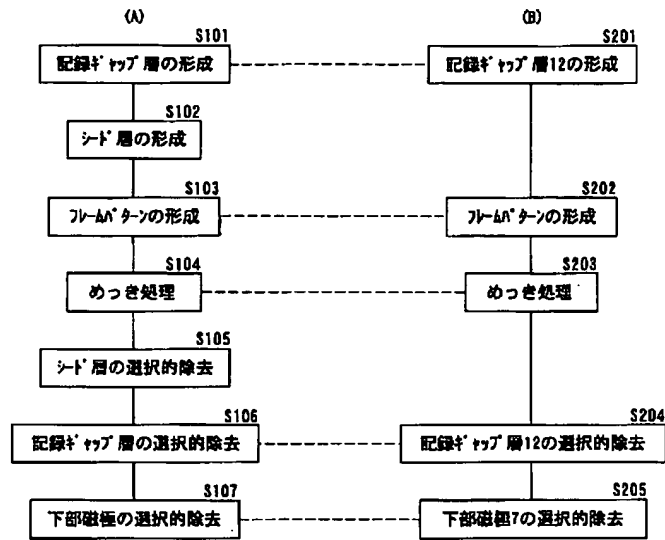 (A)
(B)
S101
S201
記録ギャップ層の形成
記録ギャップ層12の形成
S102
シード層の形成
S103
S202
フレームパターンの形成
フレームパターンの形成
S104
S203
めっき処理
めっき処理
S105
シード層の選択的除去
S106
S204
記録ギャップ層の選択的除去
記録ギャップ層12の選択的除去
S107
S205
下部磁極の選択的除去
下部磁極7の選択的除去